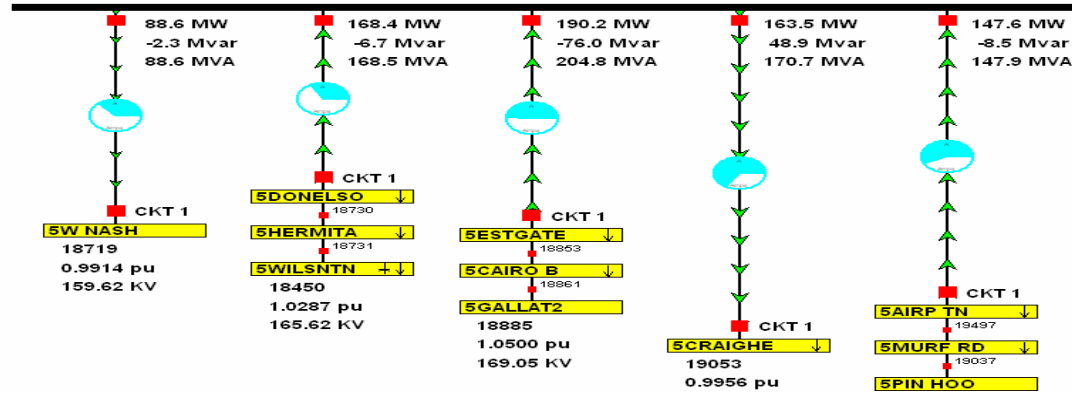 88.6 MW
-2.3 Mvar
88.6 MVA
CKT 1
5W NASH
18719
0.9914 pu
159.62 KV
168.4 MW
-6.7 Mvar
168.5 MVA
CKT 1
5DONELSO
18730
5HERMITA
18731
5WILSNTN
18450
1.0287 pu
165.62 KV
190.2 MW
-76.0 Mvar
204.8 MVA
CKT 1
5ESTGATE
18853
5CAIRO B
18861
5GALLAT2
18885
1.0500 pu
169.05 KV
163.5 MW
48.9 Mvar
170.7 MVA
CKT 1
5CRAIGHE
19053
0.9956 pu
147.6 MW
-8.5 Mvar
147.9 MVA
CKT 1
5AIRP TN
19497
5MURF RD
19037
5PIN HOO